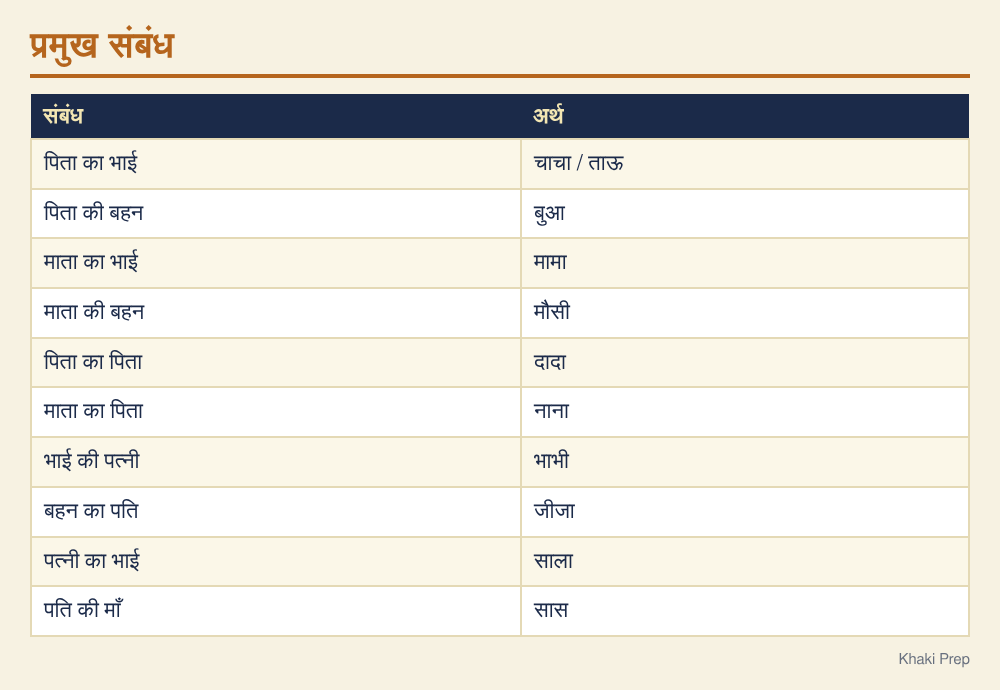 प्रमुख संबंध
संबंध अर्थ
पिता का भाई चाचा / ताऊ
पिता की बहन बुआ
माता का भाई मामा
माता की बहन मौसी
पिता का पिता दादा
माता का पिता नाना
भाई की पत्नी भाभी
बहन का पति जीजा
पत्नी का भाई साला
पति की माँ सास
Khaki Prep